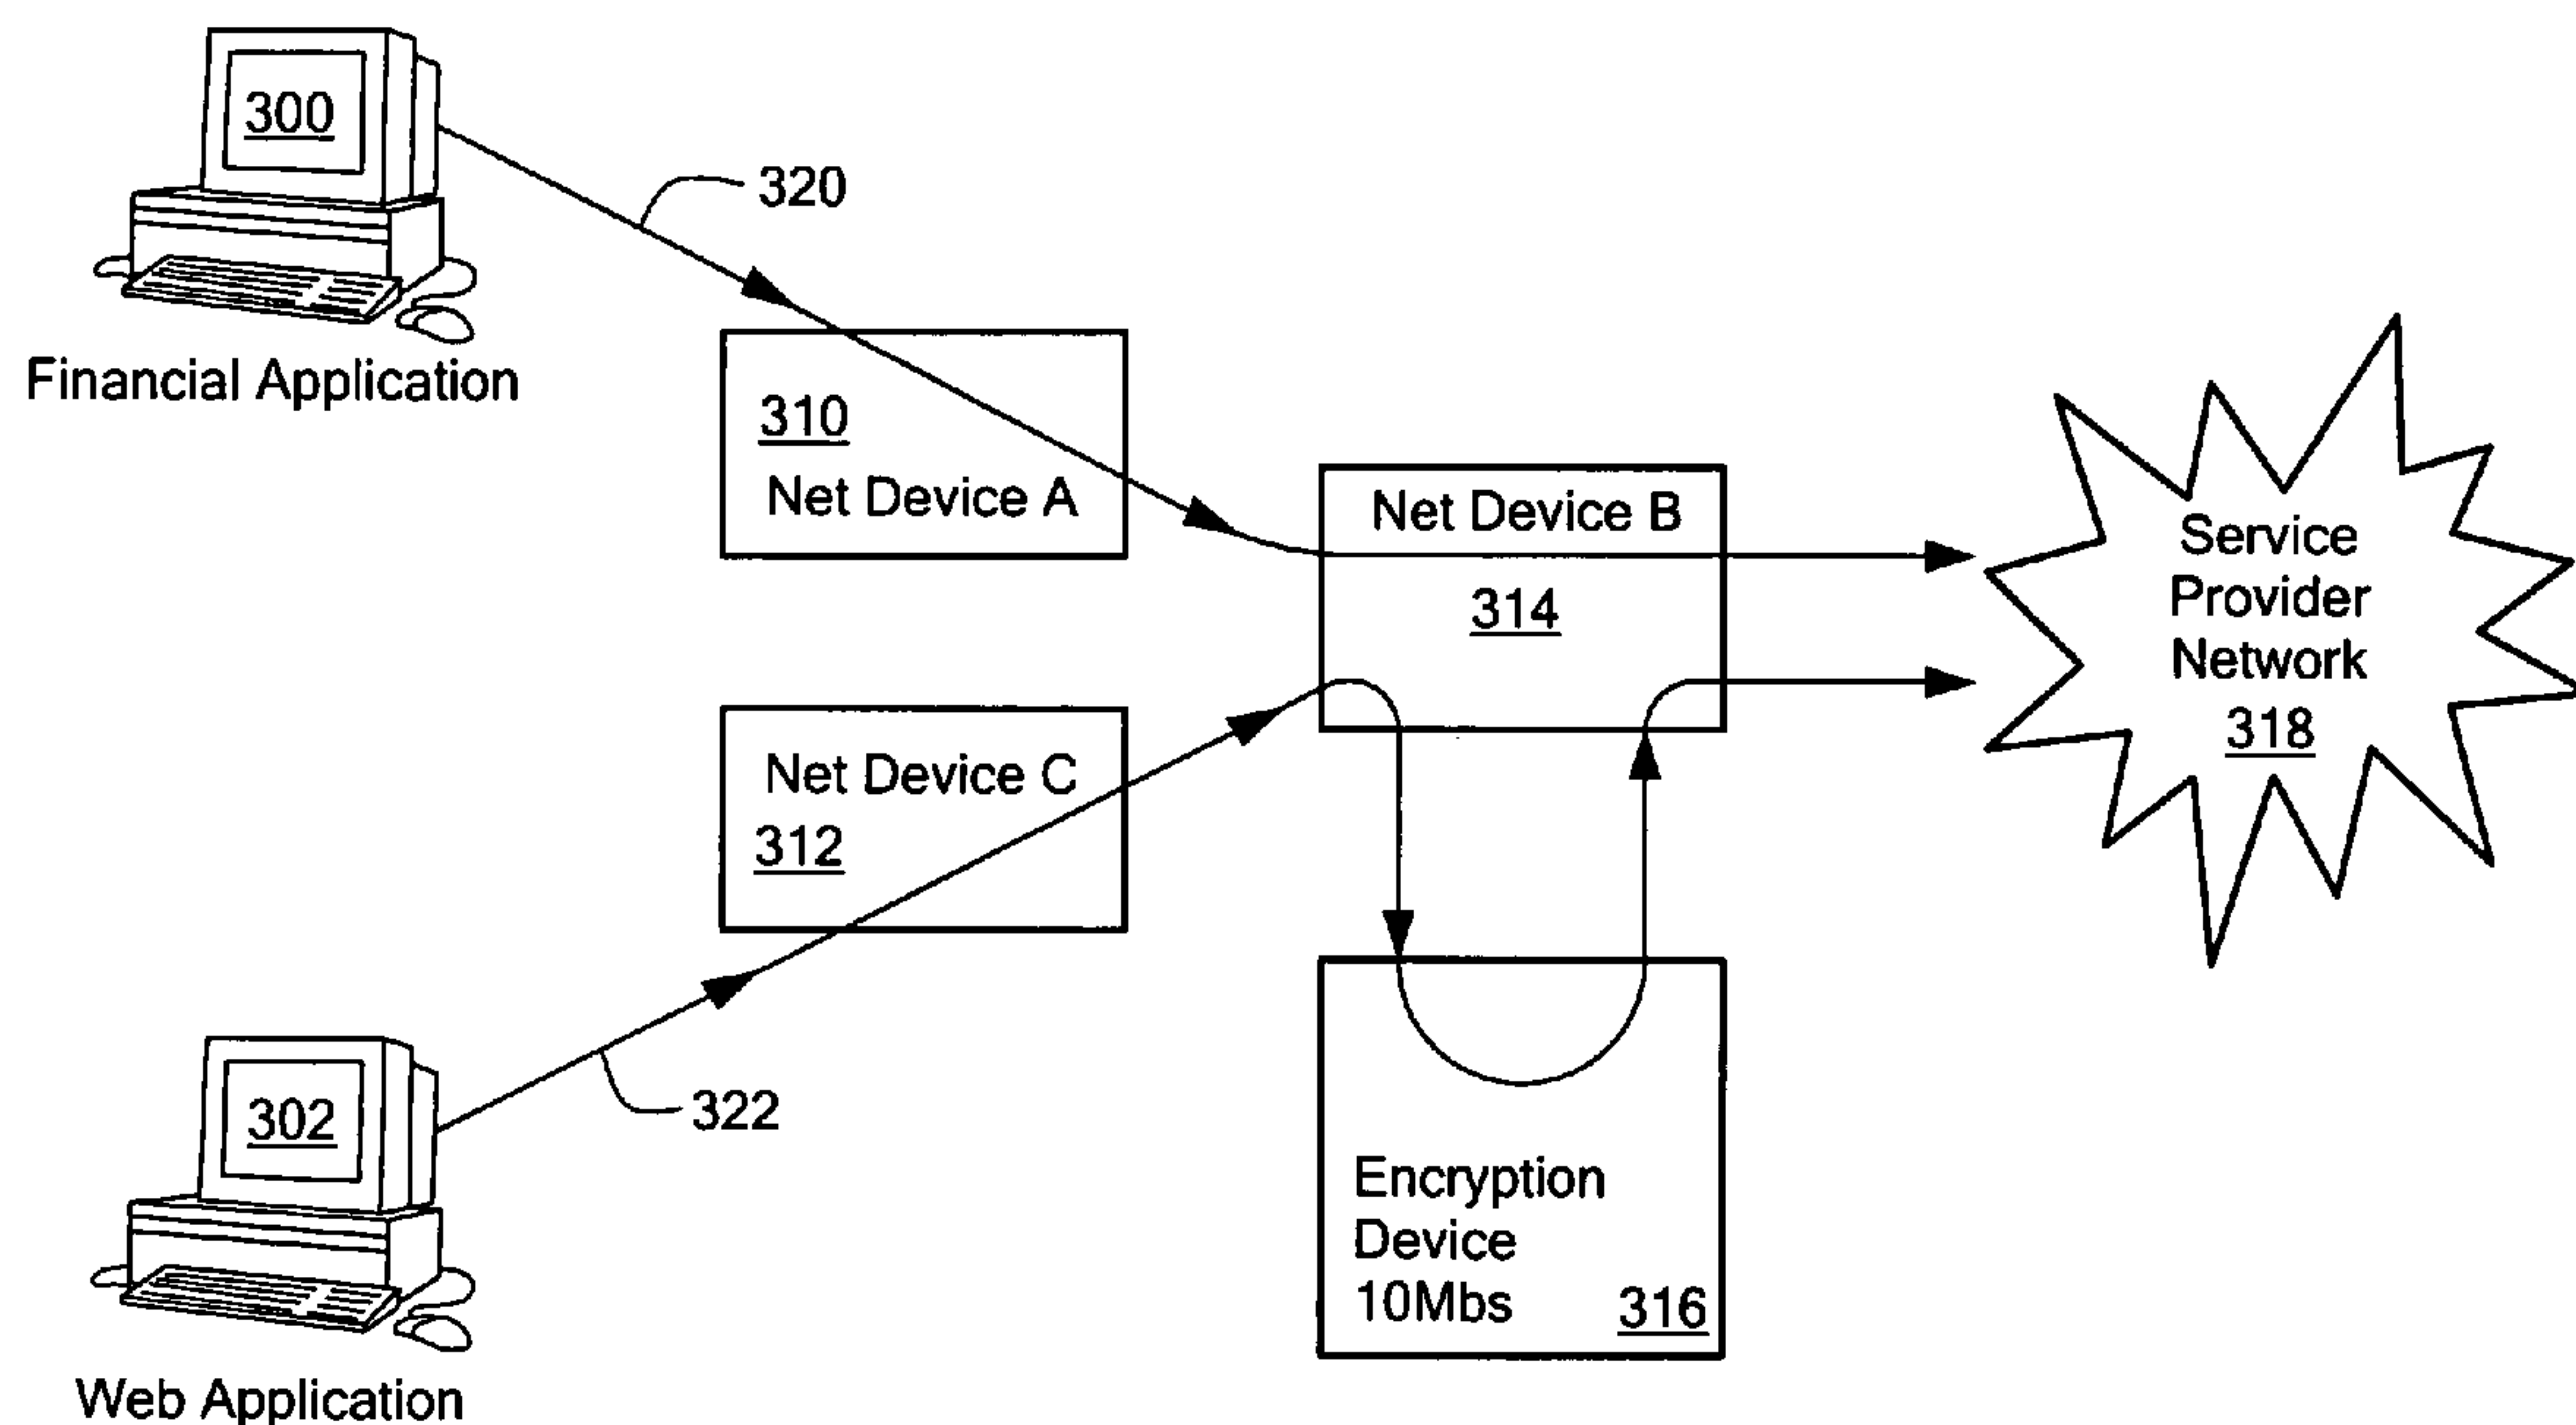 300
320
Financial Application
310
Net Device A
Net Device B
314
Service
Provider
Network
318
Net Device C
312
302
322
Encryption
Device
10Mbs
316
Web Application